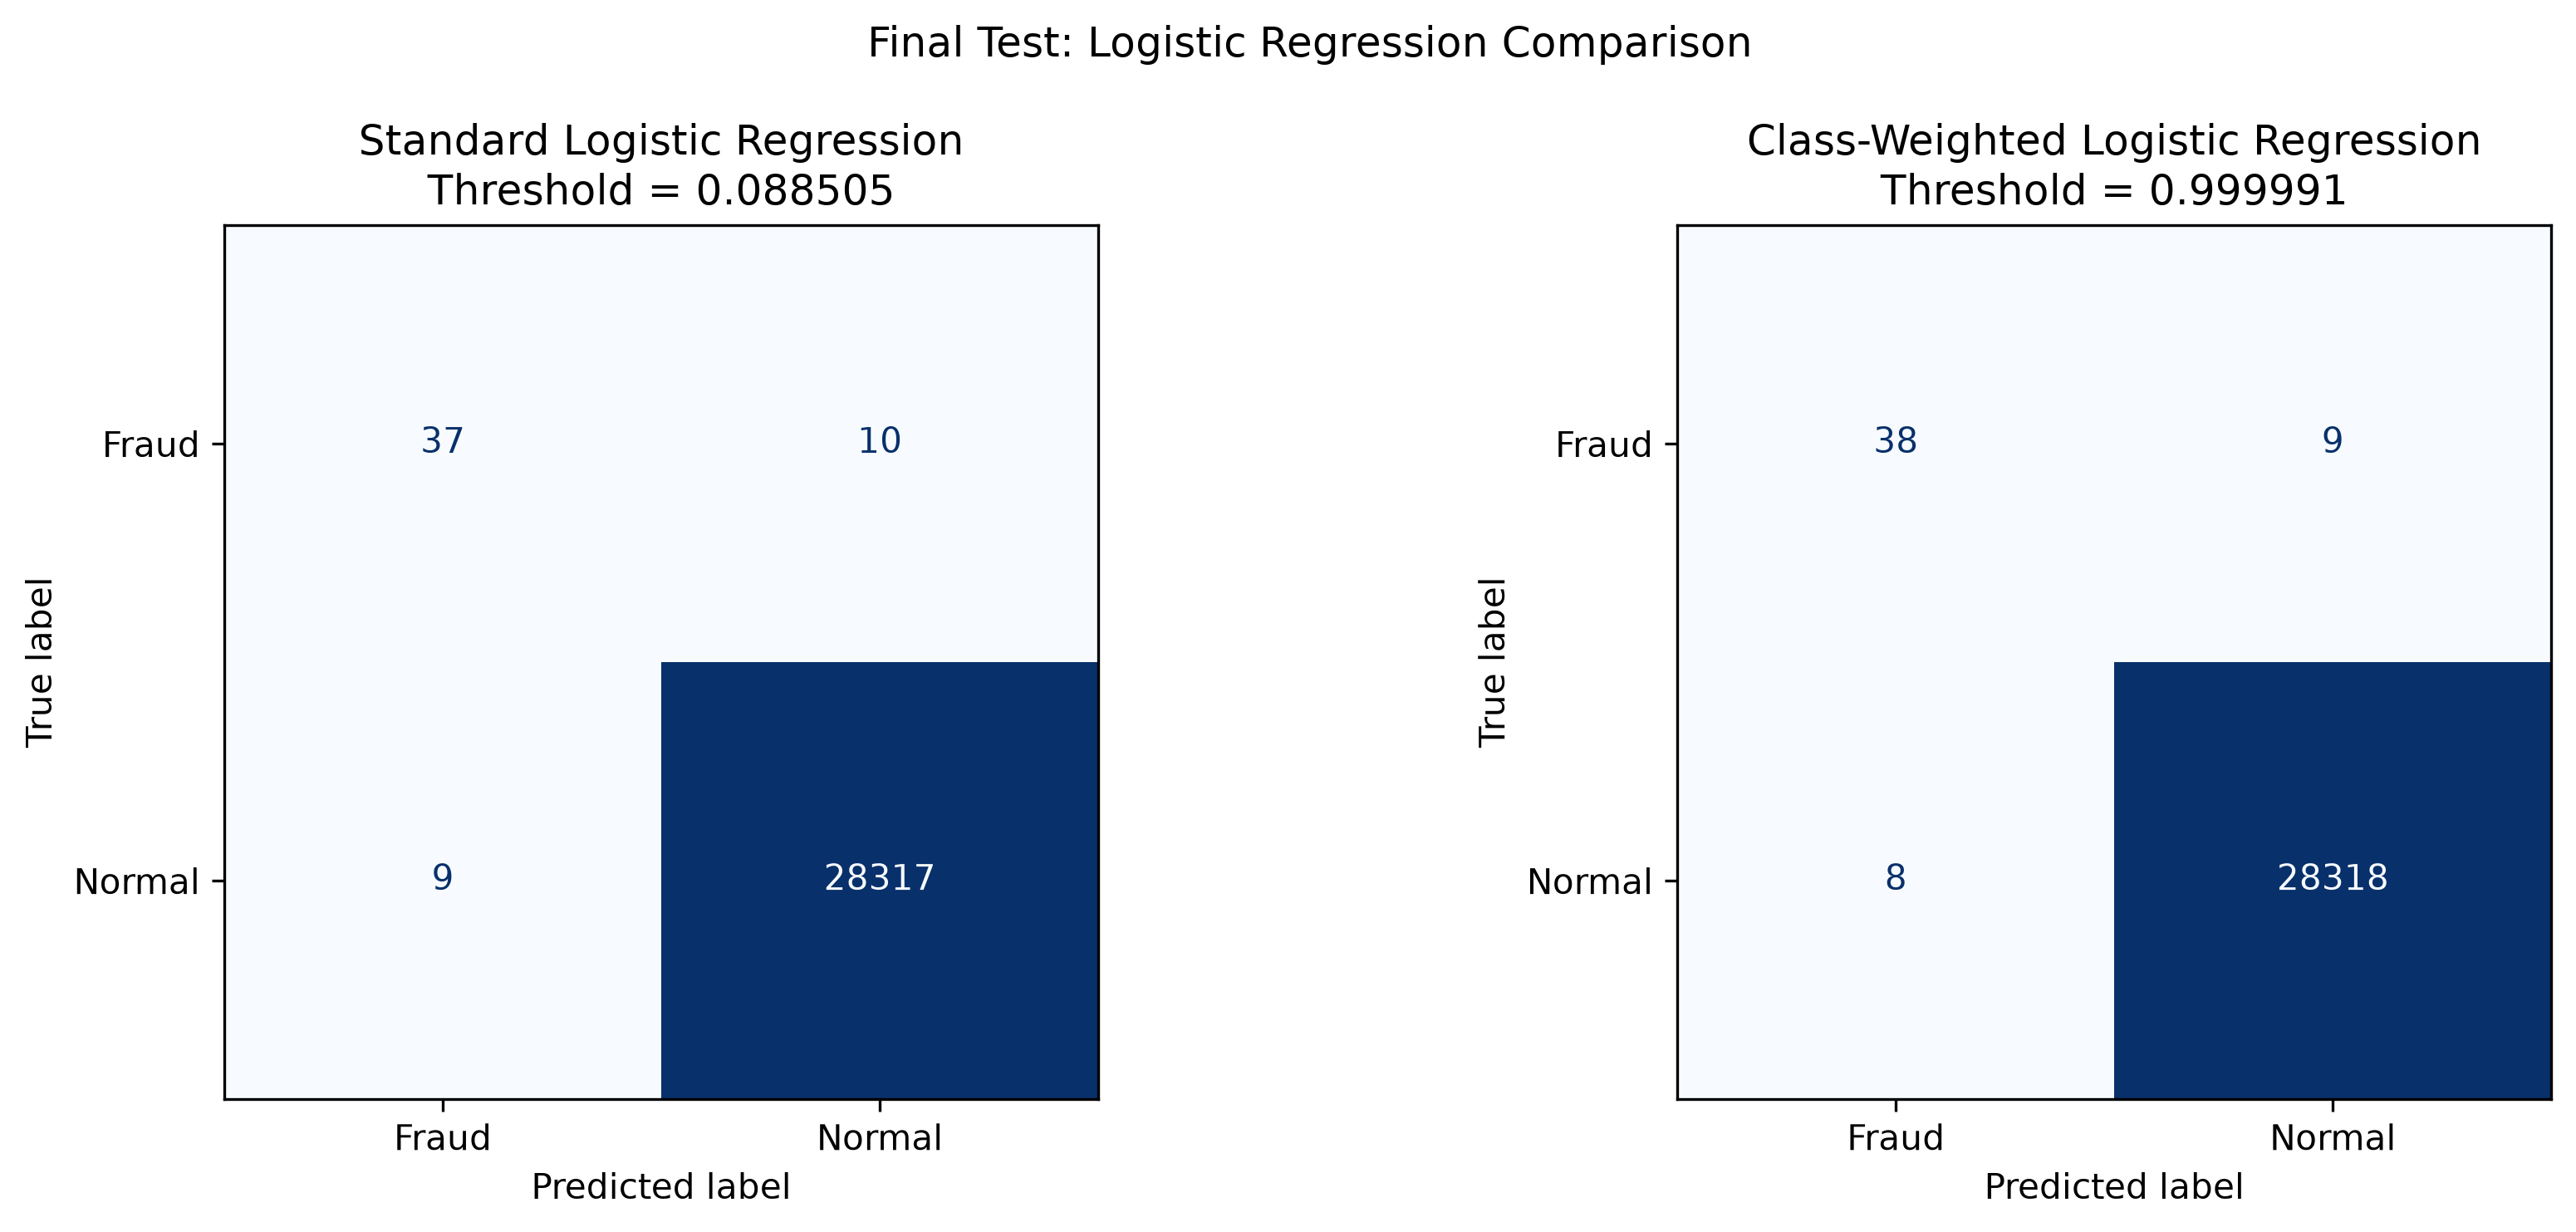 Final Test: Logistic Regression Comparison
Standard Logistic Regression
Threshold = 0.088505
True label
Fraud
37 10
Normal
9 28317
Fraud Normal
Predicted label
Class-Weighted Logistic Regression
Threshold = 0.999991
True label
Fraud
38 9
Normal
8 28318
Fraud Normal
Predicted label